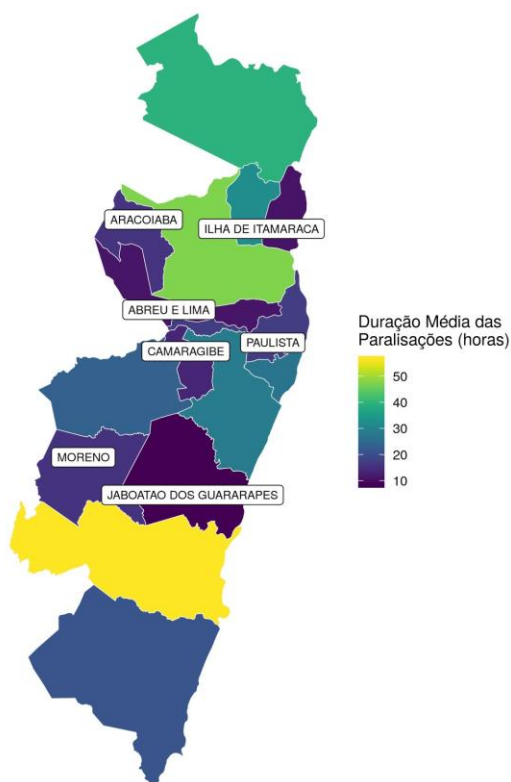 ARACOIABA
ILHA DE ITAMARACA
ABREU E LIMA
CAMARAGIBE
PAULISTA
MORENO
JABOATAO DOS GUARARAPES
Duração Média das
Paralisações (horas)
50
40
30
20
10